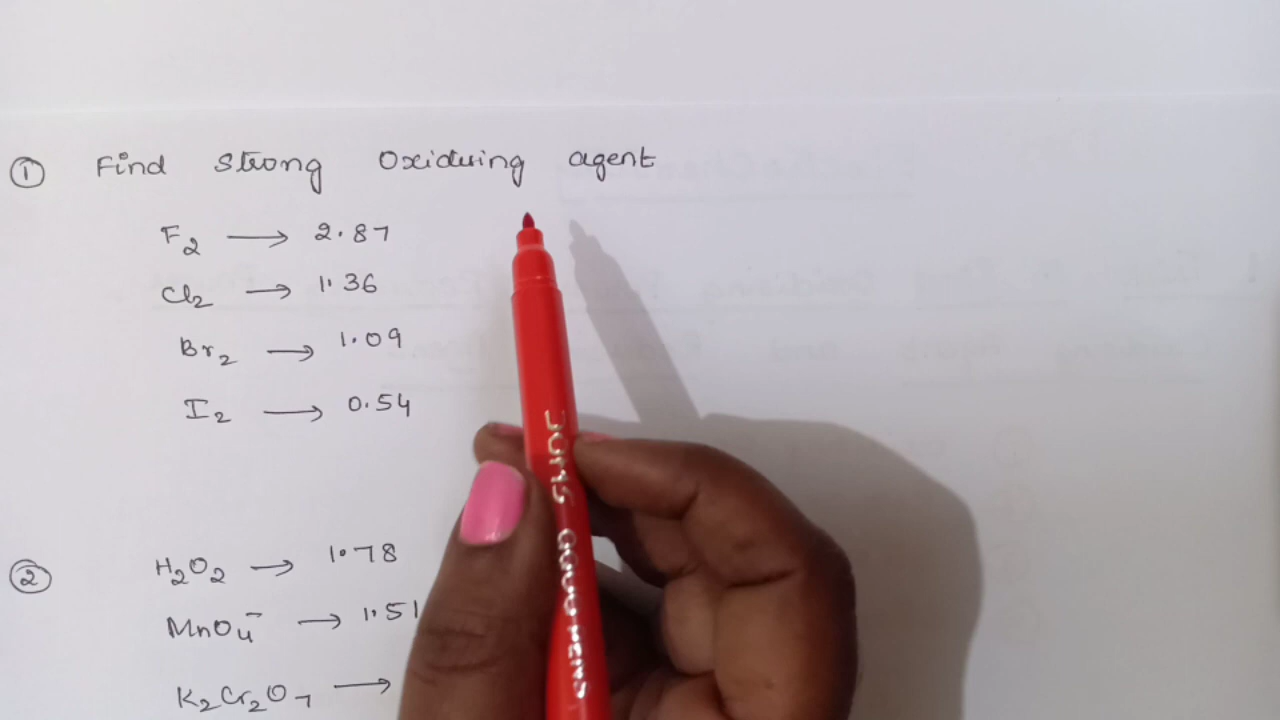 ① Find Strong Oxidising agent
F₂ → 2.87
Cl₂ → 1.36
Br₂ → 1.09
I₂ → 0.54
② H₂O₂ → 1.78
MnO₄⁻ → 1.51
K₂Cr₂O₇ →